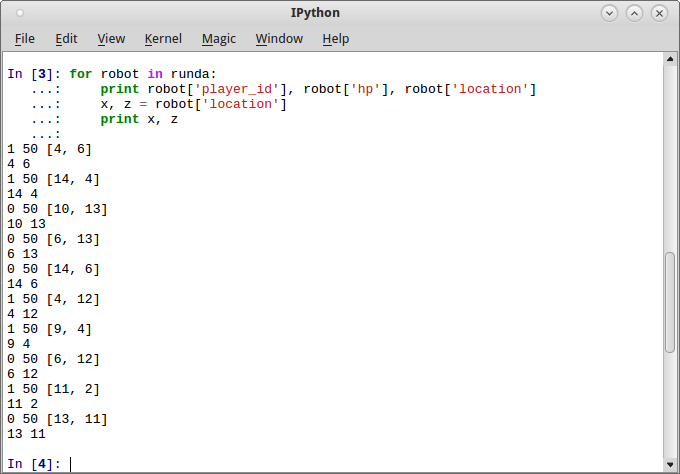 IPython
File Edit View Kernel Magic Window Help
In [3]: for robot in runda:
   ...:     print robot['player_id'], robot['hp'], robot['location']
   ...:     x, z = robot['location']
   ...:     print x, z
   ...:
1 50 [4, 6]
4 6
1 50 [14, 4]
14 4
0 50 [10, 13]
10 13
0 50 [6, 13]
6 13
0 50 [14, 6]
14 6
1 50 [4, 12]
4 12
1 50 [9, 4]
9 4
0 50 [6, 12]
6 12
1 50 [11, 2]
11 2
0 50 [13, 11]
13 11
In [4]: